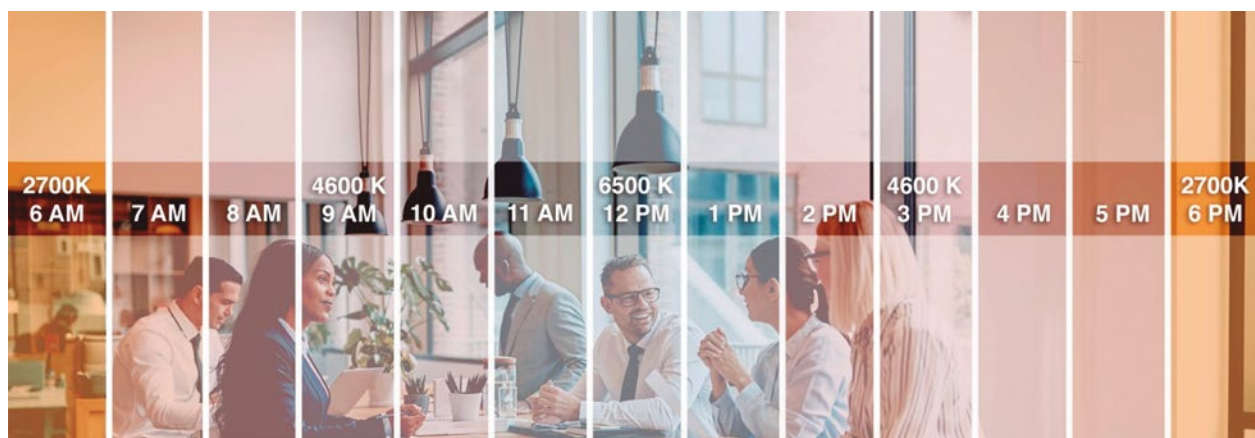 2700K
6 AM
7 AM
8 AM
4600 K
9 AM
10 AM
11 AM
6500 K
12 PM
1 PM
2 PM
4600 K
3 PM
4 PM
5 PM
2700K
6 PM